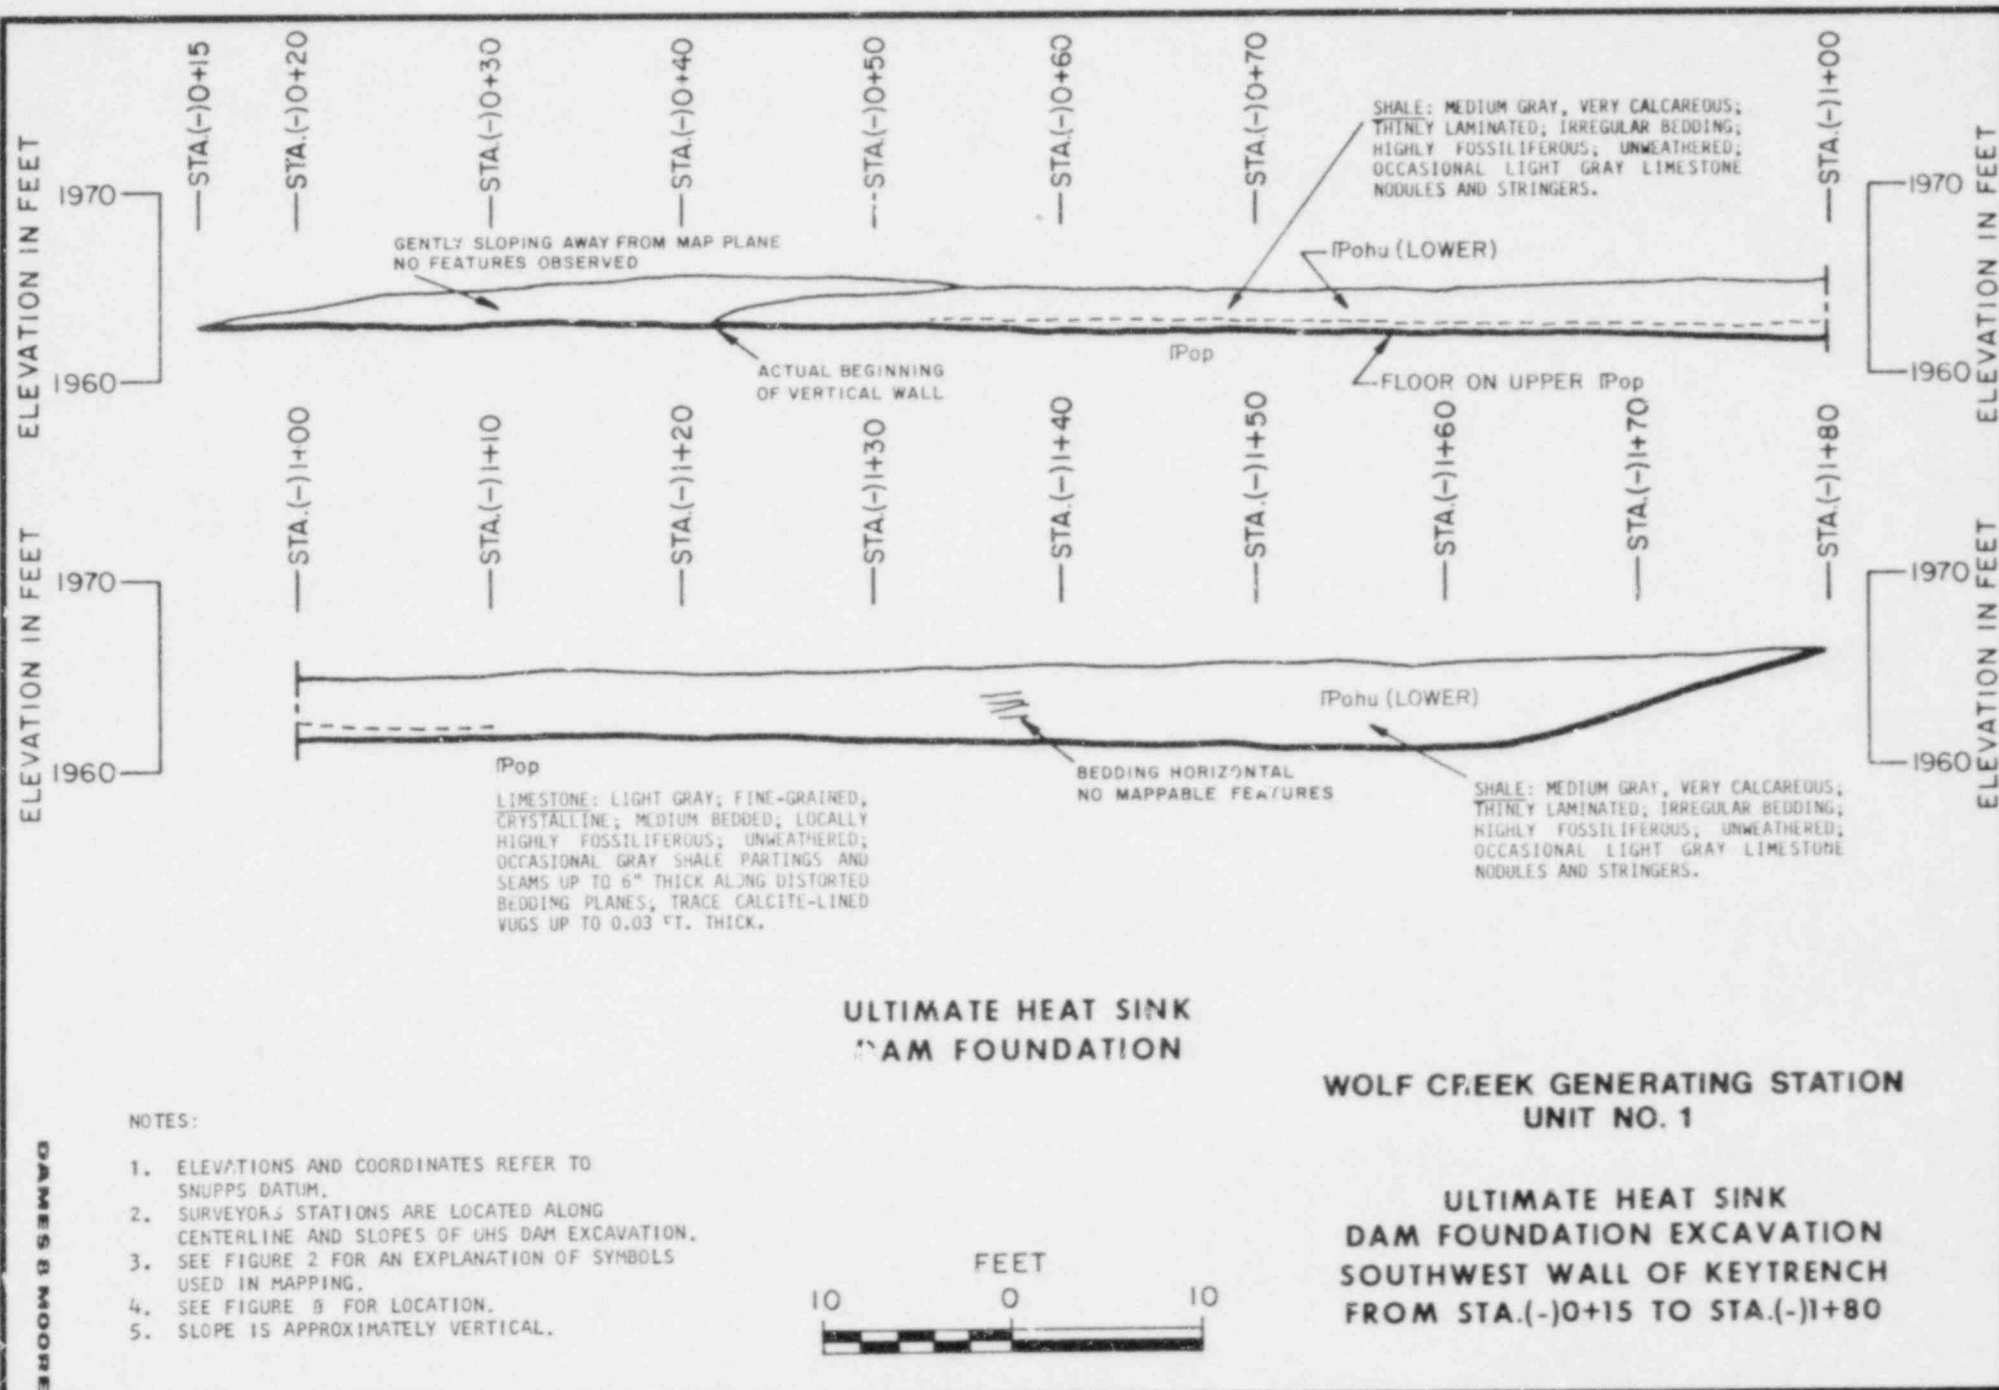 STA.(-)0+15
STA.(-)0+20
STA.(-)0+30
STA.(-)0+40
STA.(-)0+50
STA.(-)0+60
STA.(-)0+70
STA.(-)1+00
ELEVATION IN FEET
1970
1960
SHALE: MEDIUM GRAY, VERY CALCAREOUS;
THINLY LAMINATED; IRREGULAR BEDDING;
HIGHLY FOSSILIFEROUS; UNWEATHERED;
OCCASIONAL LIGHT GRAY LIMESTONE
NODULES AND STRINGERS.
1970
1960
ELEVATION IN FEET
GENTLY SLOPING AWAY FROM MAP PLANE
NO FEATURES OBSERVED
ℙohu (LOWER)
ACTUAL BEGINNING
OF VERTICAL WALL
ℙop
FLOOR ON UPPER ℙop
STA.(-)1+00
STA.(-)1+10
STA.(-)1+20
STA.(-)1+30
STA.(-)1+40
STA.(-)1+50
STA.(-)1+60
STA.(-)1+70
STA.(-)1+80
ELEVATION IN FEET
1970
1960
1970
1960
ELEVATION IN FEET
ℙohu (LOWER)
ℙop
LIMESTONE: LIGHT GRAY; FINE-GRAINED,
CRYSTALLINE; MEDIUM BEDDED; LOCALLY
HIGHLY FOSSILIFEROUS; UNWEATHERED;
OCCASIONAL GRAY SHALE PARTINGS AND
SEAMS UP TO 6" THICK ALONG DISTORTED
BEDDING PLANES; TRACE CALCITE-LINED
VUGS UP TO 0.03 FT. THICK.
BEDDING HORIZONTAL
NO MAPPABLE FEATURES
SHALE: MEDIUM GRAY, VERY CALCAREOUS;
THINLY LAMINATED; IRREGULAR BEDDING;
HIGHLY FOSSILIFEROUS; UNWEATHERED;
OCCASIONAL LIGHT GRAY LIMESTONE
NODULES AND STRINGERS.
ULTIMATE HEAT SINK
DAM FOUNDATION
WOLF CREEK GENERATING STATION
UNIT NO. 1
NOTES:
1. ELEVATIONS AND COORDINATES REFER TO
SNUPPS DATUM.
2. SURVEYORS STATIONS ARE LOCATED ALONG
CENTERLINE AND SLOPES OF UHS DAM EXCAVATION.
3. SEE FIGURE 2 FOR AN EXPLANATION OF SYMBOLS
USED IN MAPPING.
4. SEE FIGURE FOR LOCATION.
5. SLOPE IS APPROXIMATELY VERTICAL.
FEET
10 0 10
ULTIMATE HEAT SINK
DAM FOUNDATION EXCAVATION
SOUTHWEST WALL OF KEYTRENCH
FROM STA.(-)0+15 TO STA.(-)1+80
DAMES & MOORE